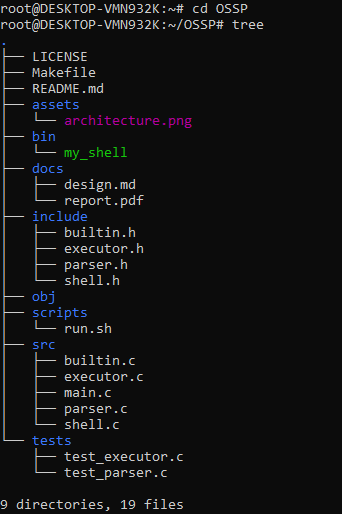 root@DESKTOP-VMN932K:~# cd OSSP
root@DESKTOP-VMN932K:~/OSSP# tree
.
├── LICENSE
├── Makefile
├── README.md
├── assets
│   └── architecture.png
├── bin
│   └── my_shell
├── docs
│   ├── design.md
│   └── report.pdf
├── include
│   ├── builtin.h
│   ├── executor.h
│   ├── parser.h
│   └── shell.h
├── obj
├── scripts
│   └── run.sh
├── src
│   ├── builtin.c
│   ├── executor.c
│   ├── main.c
│   ├── parser.c
│   └── shell.c
└── tests
    ├── test_executor.c
    └── test_parser.c

9 directories, 19 files